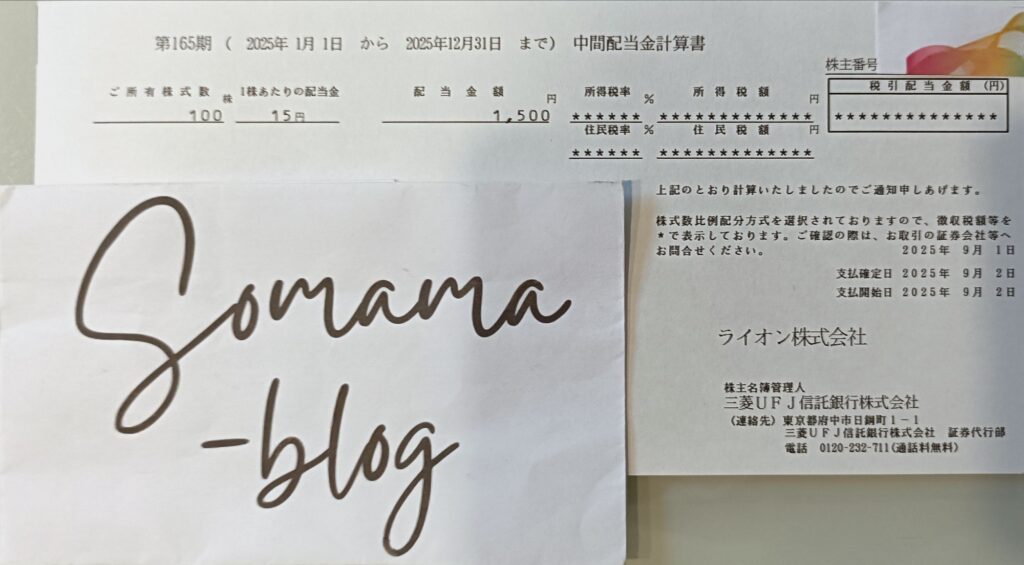 第165期 ( 2025年 1月 1日 から 2025年12月31日 まで) 中間配当金計算書
株主番号
ご所有株式数 株 1株あたりの配当金 配当金額 円 所得税率 % 所得税額 円 税引配当金額 (円)
100 15円 1,500 ****** ************* **************
住民税率 % 住民税額 円
****** *************
上記のとおり計算いたしましたのでご通知申しあげます。
株式数比例配分方式を選択されておりますので、徴収税額等を
*で表示しております。ご確認の際は、お取引の証券会社等へ
お問合せください。
2025年 9月 1日
支払確定日 2025年 9月 2日
支払開始日 2025年 9月 2日
ライオン株式会社
株主名簿管理人
三菱UFJ信託銀行株式会社
(連絡先) 東京都府中市日鋼町1-1
三菱UFJ信託銀行株式会社 証券代行部
電話 0120-232-711(通話料無料)
Somama
-blog